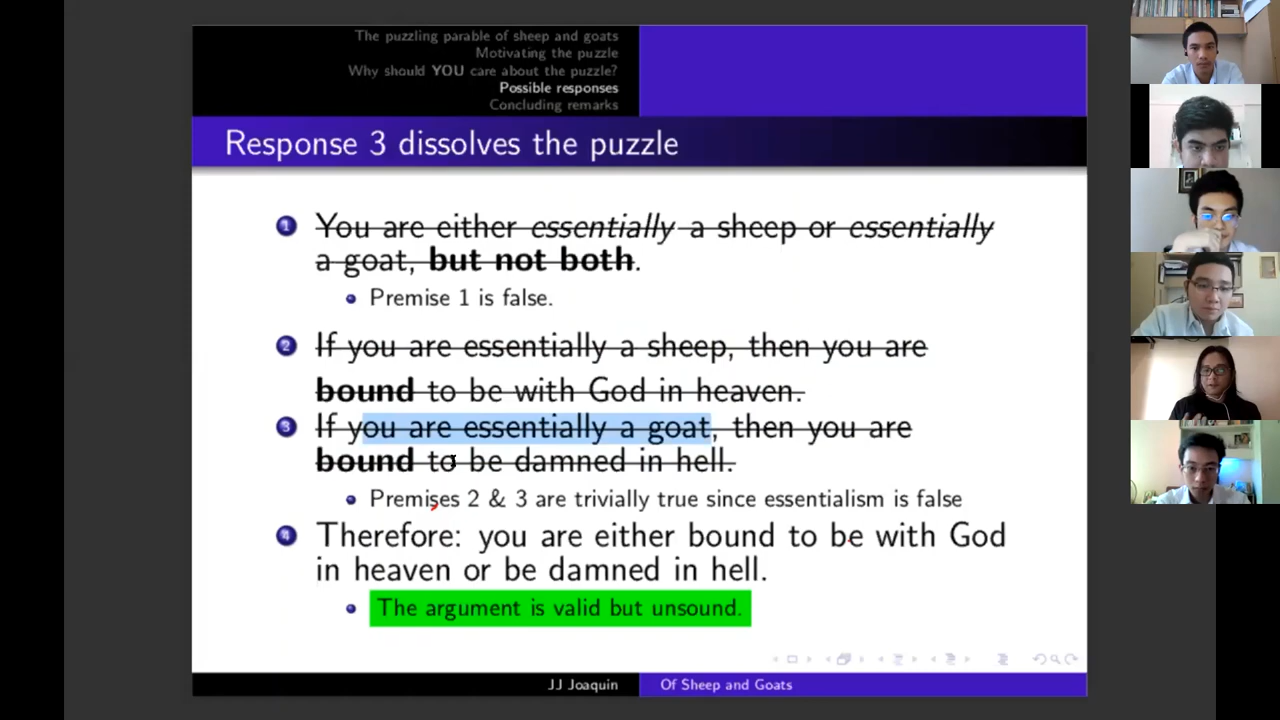 The puzzling parable of sheep and goats
Motivating the puzzle
Why should YOU care about the puzzle?
Possible responses
Concluding remarks
Response 3 dissolves the puzzle
1 You are either essentially a sheep or essentially
a goat, but not both.
Premise 1 is false.
2 If you are essentially a sheep, then you are
bound to be with God in heaven.
3 If you are essentially a goat, then you are
bound to be damned in hell.
Premises 2 & 3 are trivially true since essentialism is false
4 Therefore: you are either bound to be with God
in heaven or be damned in hell.
The argument is valid but unsound.
JJ Joaquin
Of Sheep and Goats